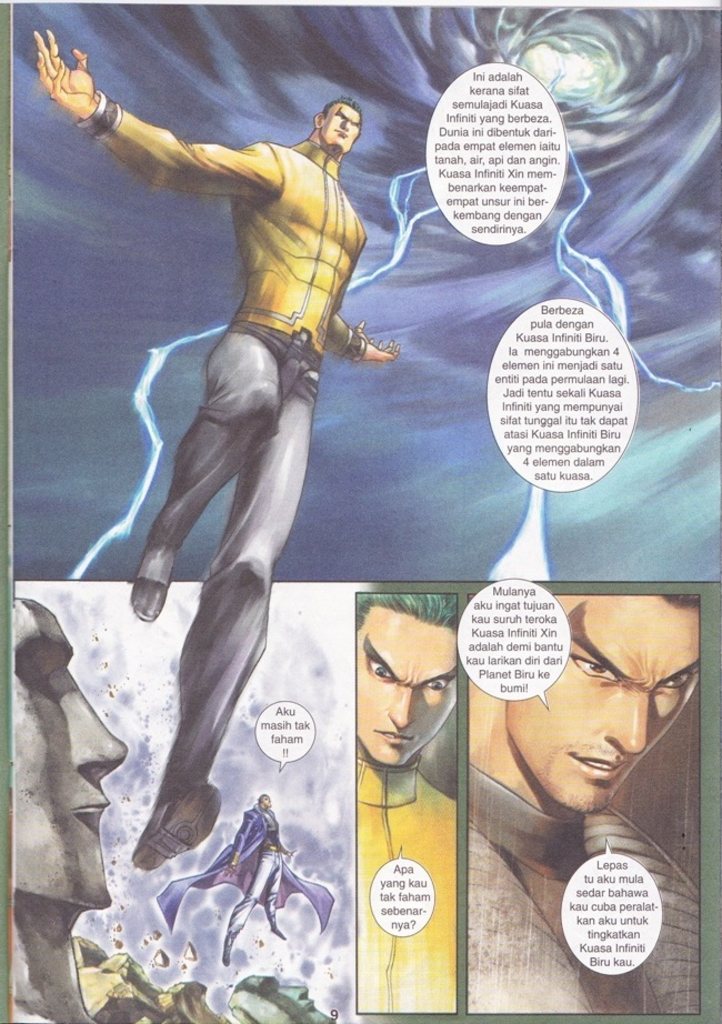 Ini adalah
kerana sifat
semulajadi Kuasa
Infiniti yang berbeza.
Dunia ini dibentuk dari-
pada empat elemen iaitu
tanah, air, api dan angin.
Kuasa Infiniti Xin mem-
benarkan keempat-
empat unsur ini ber-
kembang dengan
sendirinya.
Berbeza
pula dengan
Kuasa Infiniti Biru.
Ia menggabungkan 4
elemen ini menjadi satu
entiti pada permulaan lagi.
Jadi tentu sekali Kuasa
Infiniti yang mempunyai
sifat tunggal itu tak dapat
atasi Kuasa Infiniti Biru
yang menggabungkan
4 elemen dalam
satu kuasa.
Aku
masih tak
faham
!!
Apa
yang kau
tak faham
sebenar-
nya?
Mulanya
aku ingat tujuan
kau suruh teroka
Kuasa Infiniti Xin
adalah demi bantu
kau larikan diri dari
Planet Biru ke
bumi!
Lepas
tu aku mula
sedar bahawa
kau cuba peralat-
kan aku untuk
tingkatkan
Kuasa Infiniti
Biru kau.
9